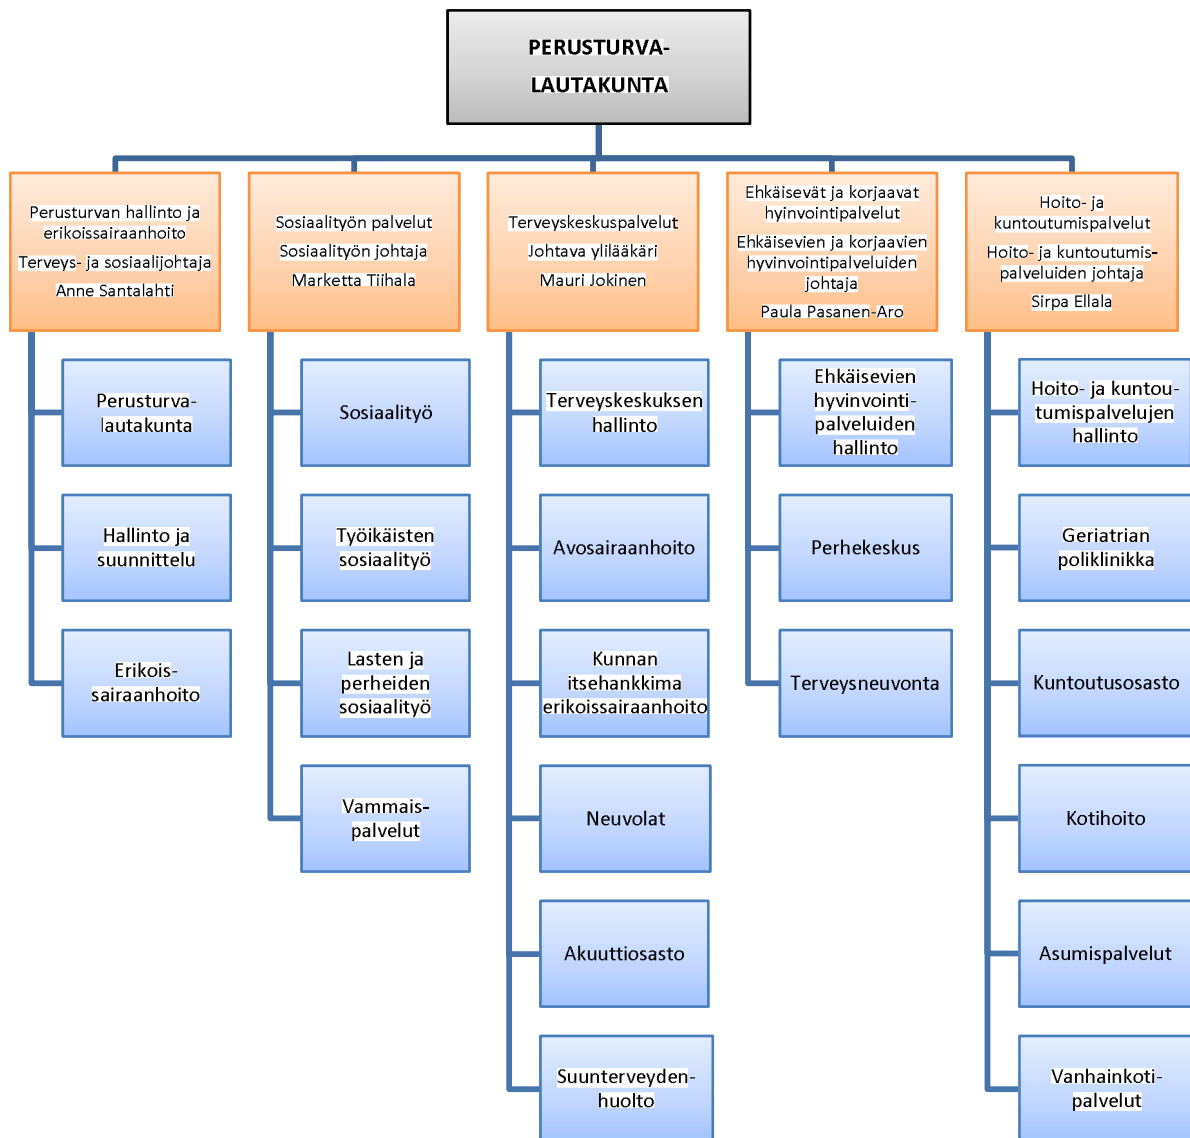 PERUSTURVA-
LAUTAKUNTA
Perusturvan hallinto ja
erikoissairaanhoito
Terveys- ja sosiaalijohtaja
Anne Santalahti
Perusturva-
lautakunta
Hallinto ja
suunnittelu
Erikois-
sairaanhoito
Sosiaalityön palvelut
Sosiaalityön johtaja
Marketta Tiihala
Sosiaalityö
Työikäisten
sosiaalityö
Lasten ja
perheiden
sosiaalityö
Vammais-
palvelut
Terveyskeskuspalvelut
Johtava ylilääkäri
Mauri Jokinen
Terveyskeskuksen
hallinto
Avosairaanhoito
Kunnan
itsehankkima
erikoissairaanhoito
Neuvolat
Akuuttiosasto
Suunterveyden-
huolto
Ehkäisevät ja korjaavat
hyinvointipalvelut
Ehkäisevien ja korjaavien
hyvinvointipalveluiden
johtaja
Paula Pasanen-Aro
Ehkäisevien
hyvinvointi-
palveluiden
hallinto
Perhekeskus
Terveysneuvonta
Hoito- ja
kuntoutumispalvelut
Hoito- ja kuntoutumis-
palveluiden johtaja
Sirpa Ellala
Hoito- ja kuntou-
tumispalvelujen
hallinto
Geriatrian
poliklinikka
Kuntoutusosasto
Kotihoito
Asumispalvelut
Vanhainkoti-
palvelut